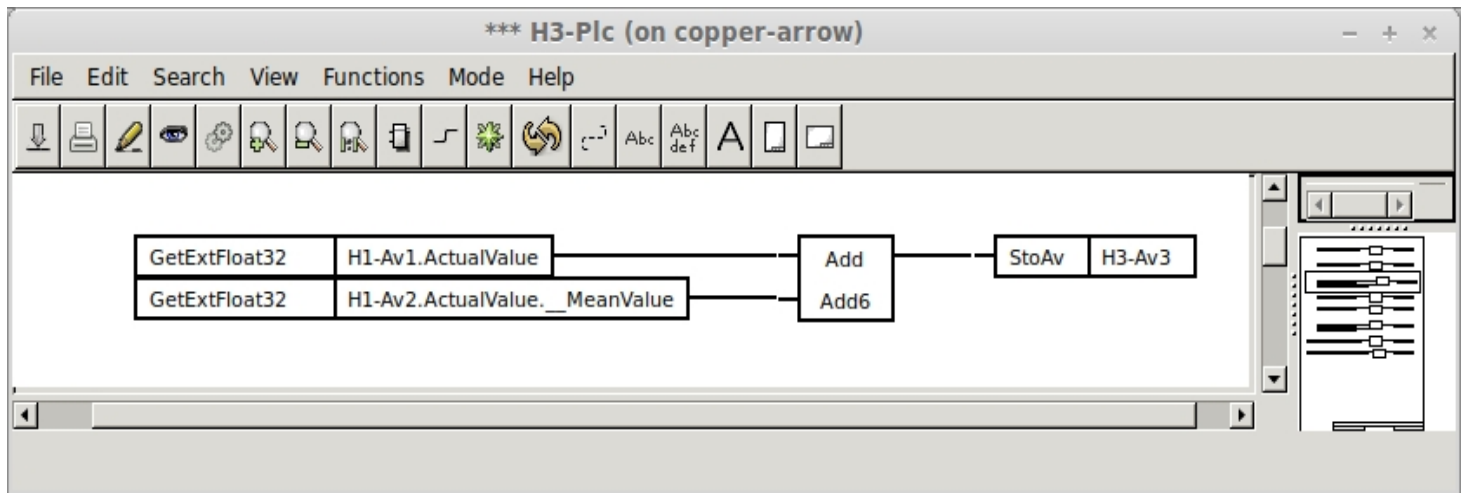 *** H3-Plc (on copper-arrow)
File Edit Search View Functions Mode Help
Abc
Abc
def
A
GetExtFloat32 H1-Av1.ActualValue
Add
StoAv H3-Av3
GetExtFloat32 H1-Av2.ActualValue.__MeanValue
Add6